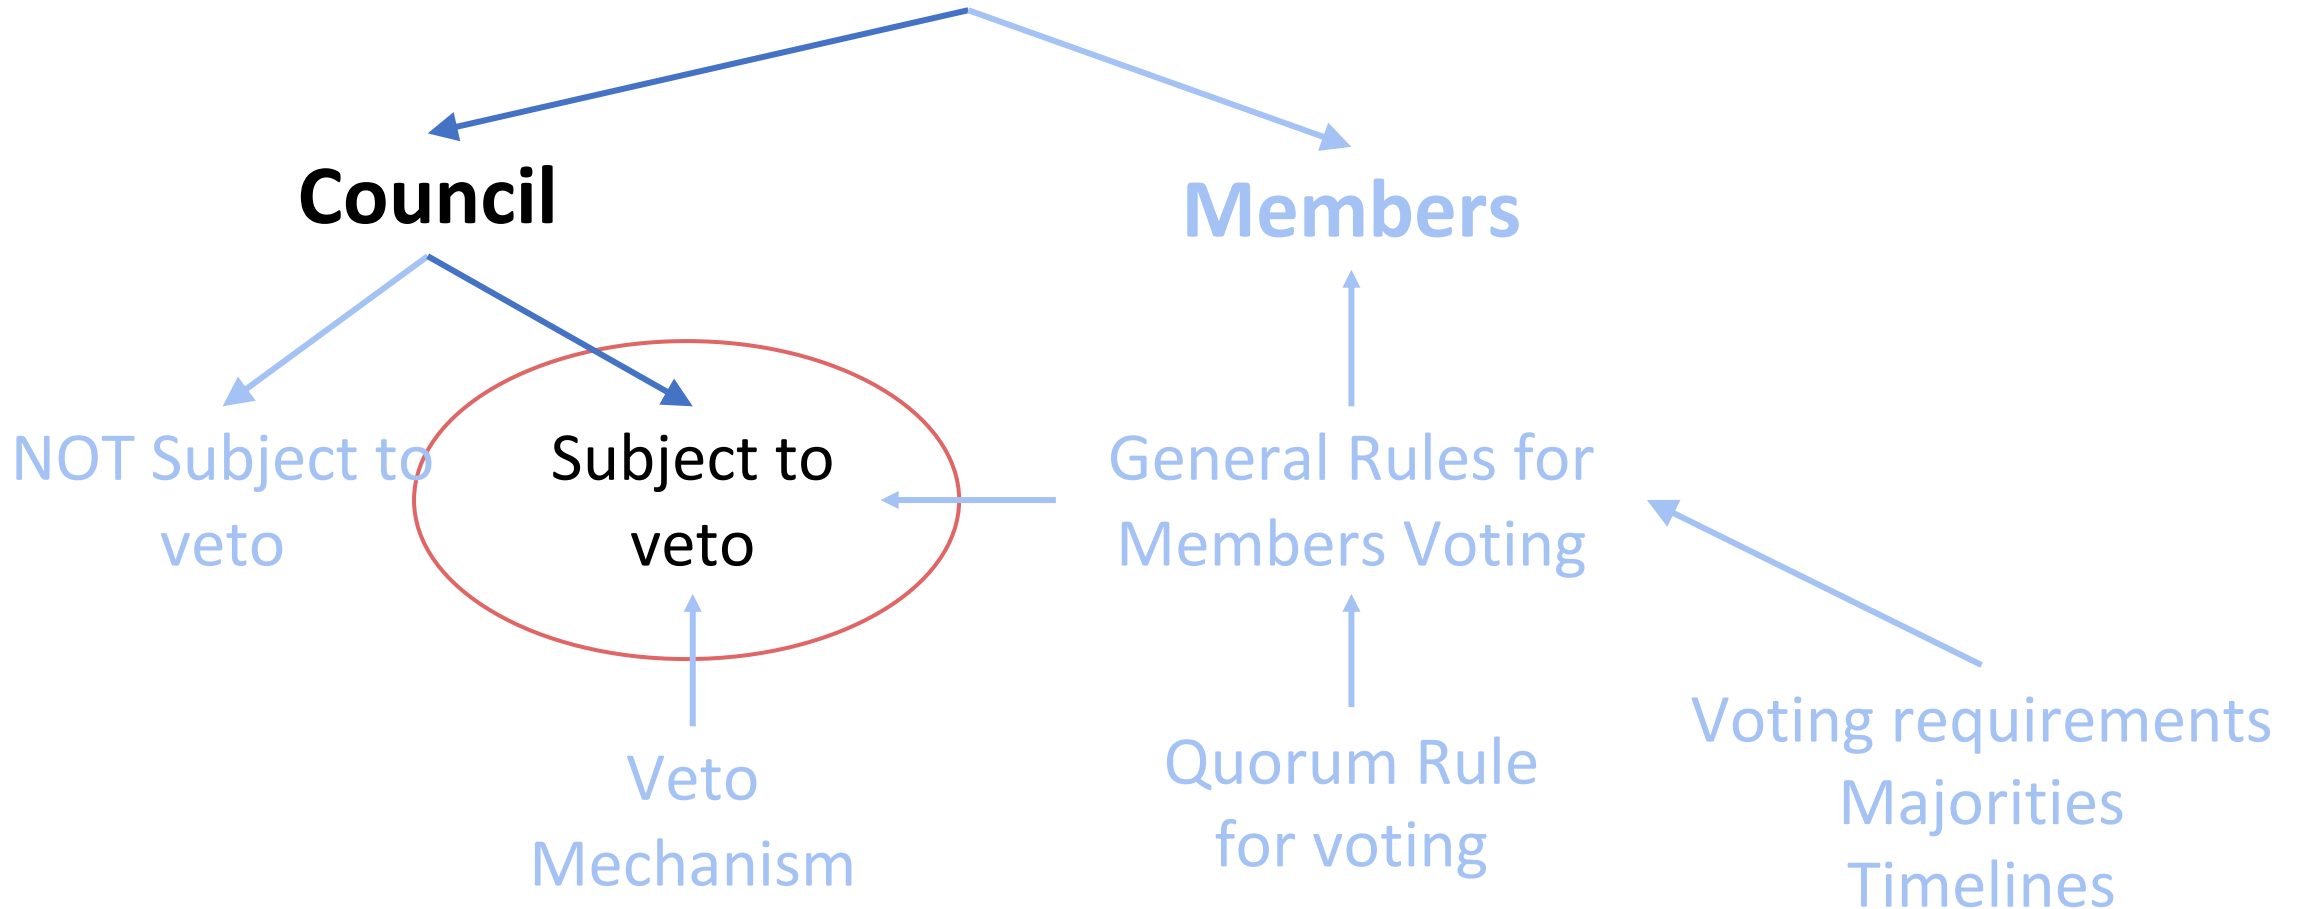 Council
Members
NOT Subject to
veto
Subject to
veto
General Rules for
Members Voting
Veto
Mechanism
Quorum Rule
for voting
Voting requirements
Majorities
Timelines